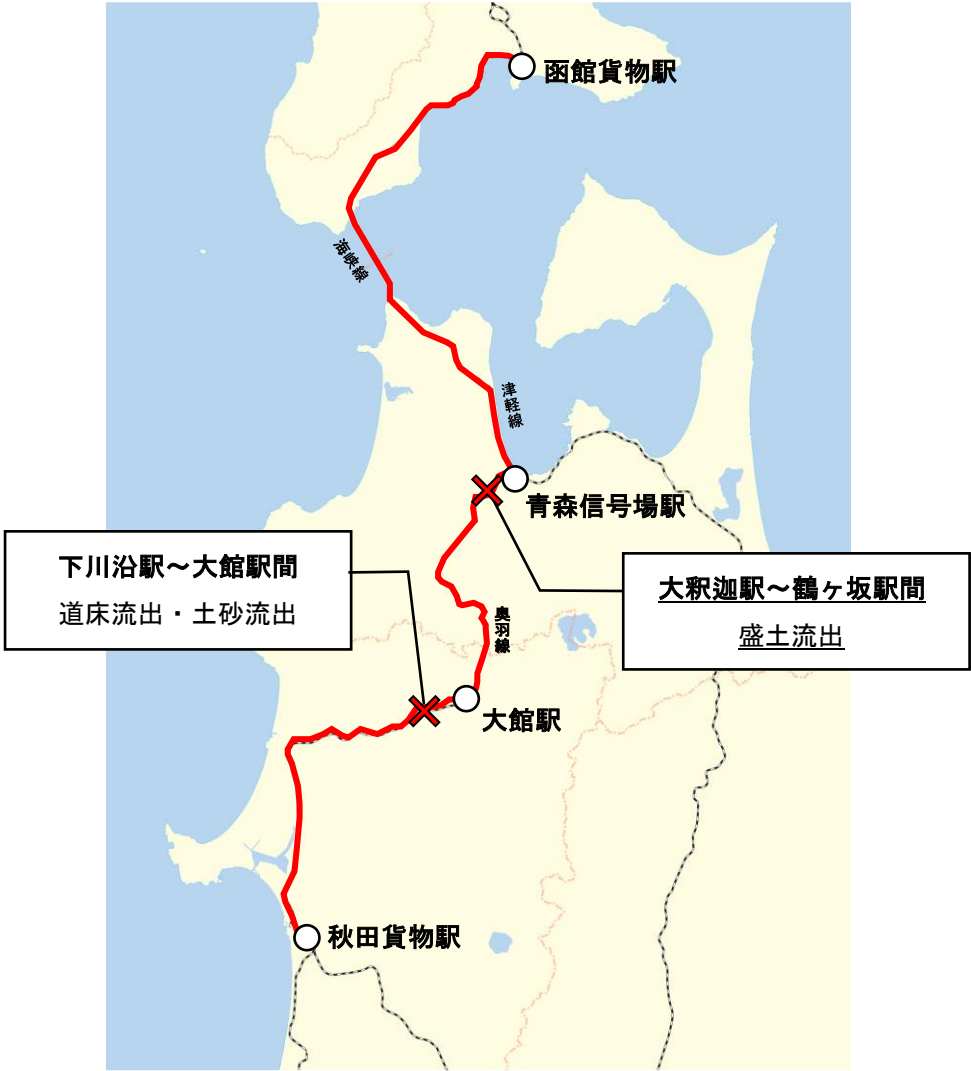 函館貨物駅
海峡線
津軽線
青森信号場駅
下川沿駅～大館駅間
道床流出・土砂流出
大釈迦駅～鶴ヶ坂駅間
盛土流出
奥羽線
大館駅
秋田貨物駅